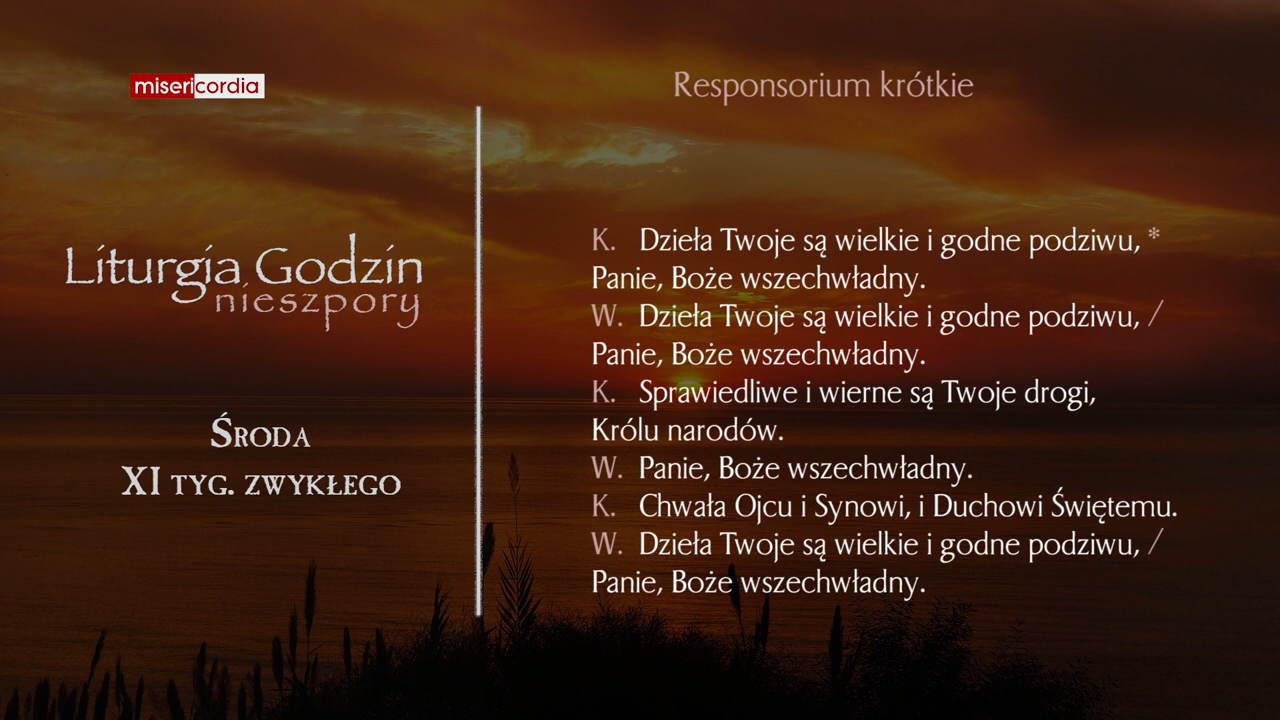 misericordia
Liturgia Godzin
nieszpory
Środa
XI tyg. zwykłego
Responsorium krótkie
K. Dzieła Twoje są wielkie i godne podziwu, *
Panie, Boże wszechwładny.
W. Dzieła Twoje są wielkie i godne podziwu, /
Panie, Boże wszechwładny.
K. Sprawiedliwe i wierne są Twoje drogi,
Królu narodów.
W. Panie, Boże wszechwładny.
K. Chwała Ojcu i Synowi, i Duchowi Świętemu.
W. Dzieła Twoje są wielkie i godne podziwu, /
Panie, Boże wszechwładny.